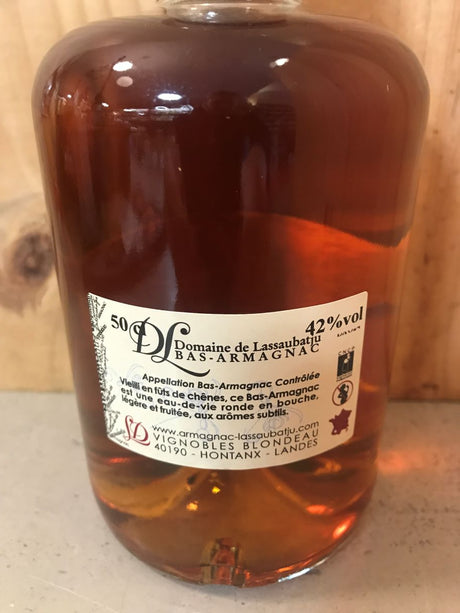 50 CL
42%vol
DL Domaine de Lassaubatju
BAS-ARMAGNAC
Appellation Bas-Armagnac Contrôlée
Vieilli en fûts de chênes, ce Bas-Armagnac
est une eau-de-vie ronde en bouche,
légère et fruitée, aux arômes subtils.
www.armagnac-lassaubatju.com
VIGNOBLES BLONDEAU
40190 - HONTANX - LANDES